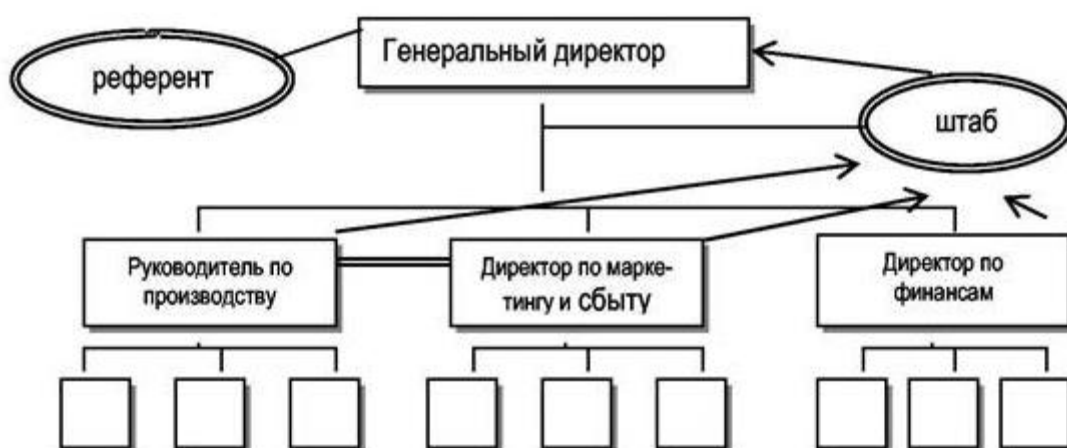 Генеральный директор
референт
штаб
Руководитель по
производству
Директор по марке-
тингу и сбыту
Директор по
финансам